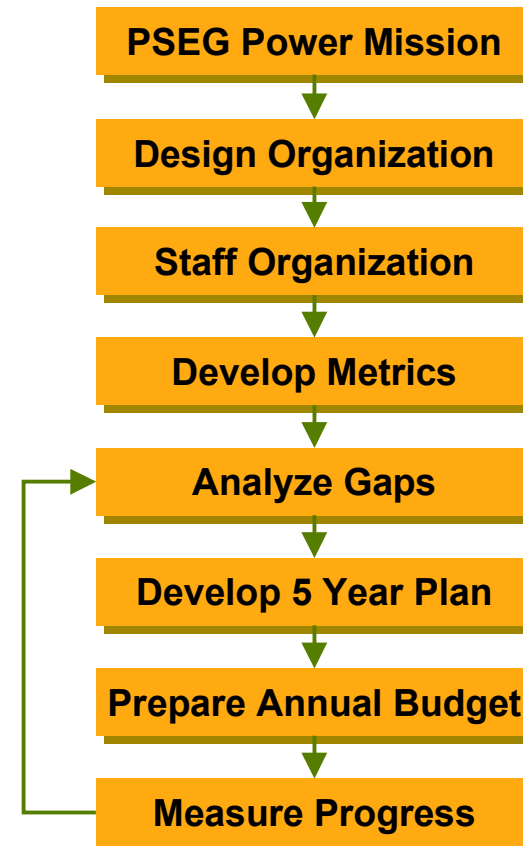 PSEG Power Mission
Design Organization
Staff Organization
Develop Metrics
Analyze Gaps
Develop 5 Year Plan
Prepare Annual Budget
Measure Progress